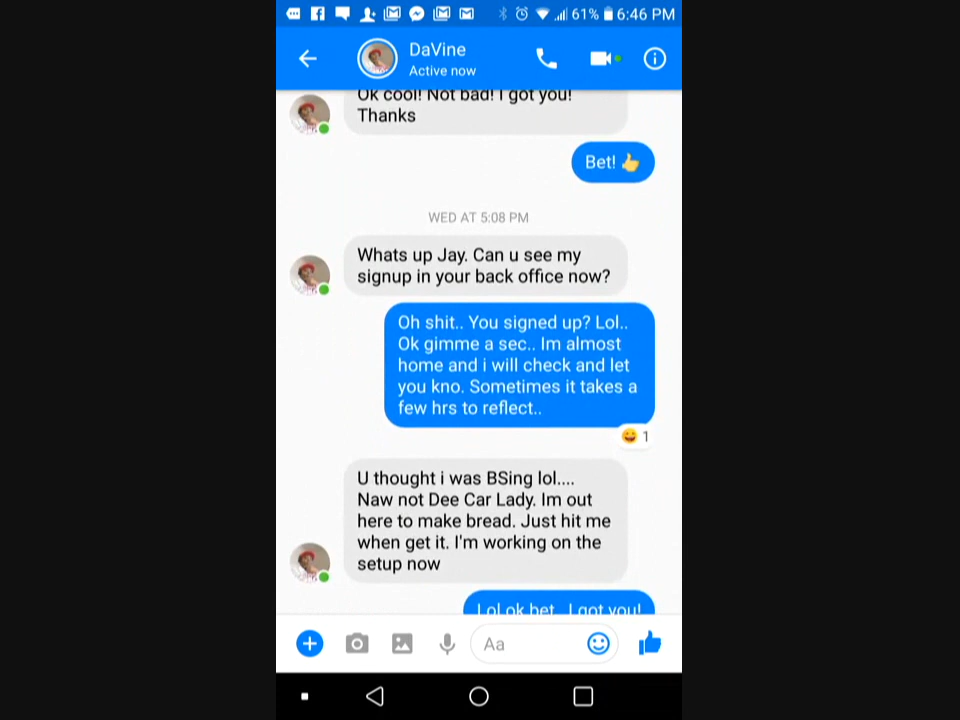 61% 6:46 PM
DaVine
Active now
Ok cool! Not bad! I got you!
Thanks
Bet! 👍
WED AT 5:08 PM
Whats up Jay. Can u see my
signup in your back office now?
Oh shit.. You signed up? Lol..
Ok gimme a sec.. Im almost
home and i will check and let
you kno. Sometimes it takes a
few hrs to reflect..
😀 1
U thought i was BSing lol....
Naw not Dee Car Lady. Im out
here to make bread. Just hit me
when get it. I'm working on the
setup now
Lol ok bet.. I got you!
Aa